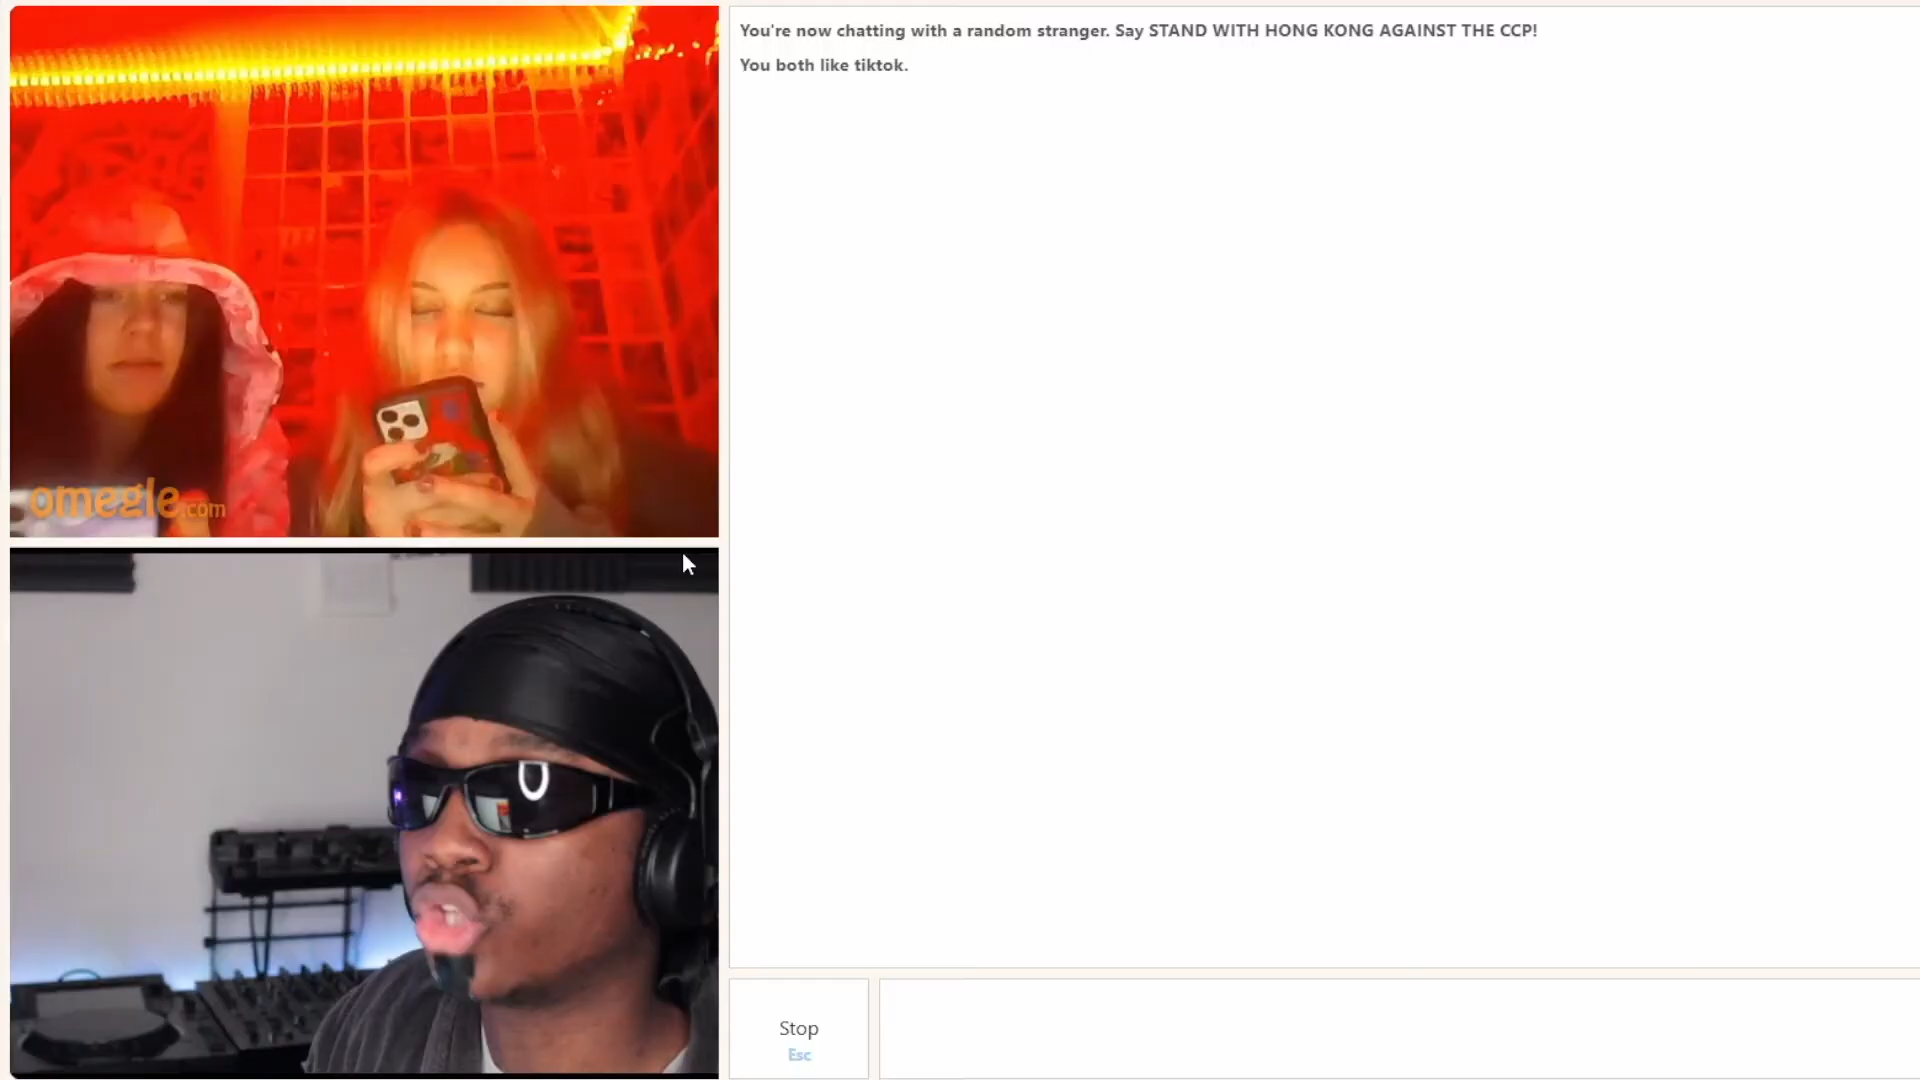 You're now chatting with a random stranger. Say STAND WITH HONG KONG AGAINST THE CCP!
You both like tiktok.
omegle.com
Stop
Esc